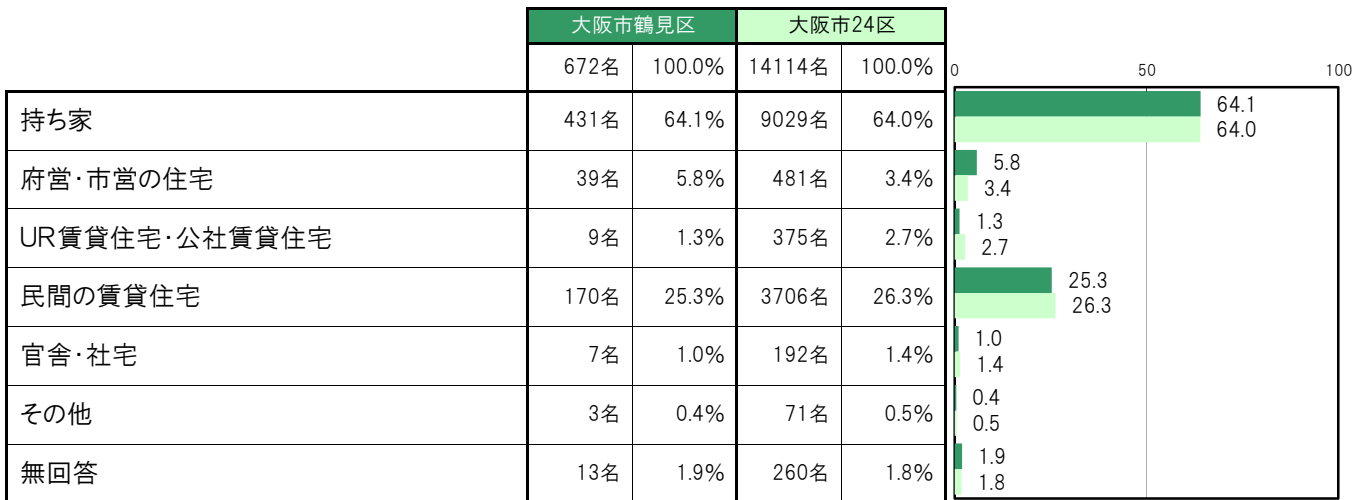 大阪市鶴見区 大阪市24区
672名 100.0% 14114名 100.0% 0 50 100
持ち家 431名 64.1% 9029名 64.0% 64.1
64.0
府営・市営の住宅 39名 5.8% 481名 3.4% 5.8
3.4
UR賃貸住宅・公社賃貸住宅 9名 1.3% 375名 2.7% 1.3
2.7
民間の賃貸住宅 170名 25.3% 3706名 26.3% 25.3
26.3
官舎・社宅 7名 1.0% 192名 1.4% 1.0
1.4
その他 3名 0.4% 71名 0.5% 0.4
0.5
無回答 13名 1.9% 260名 1.8% 1.9
1.8